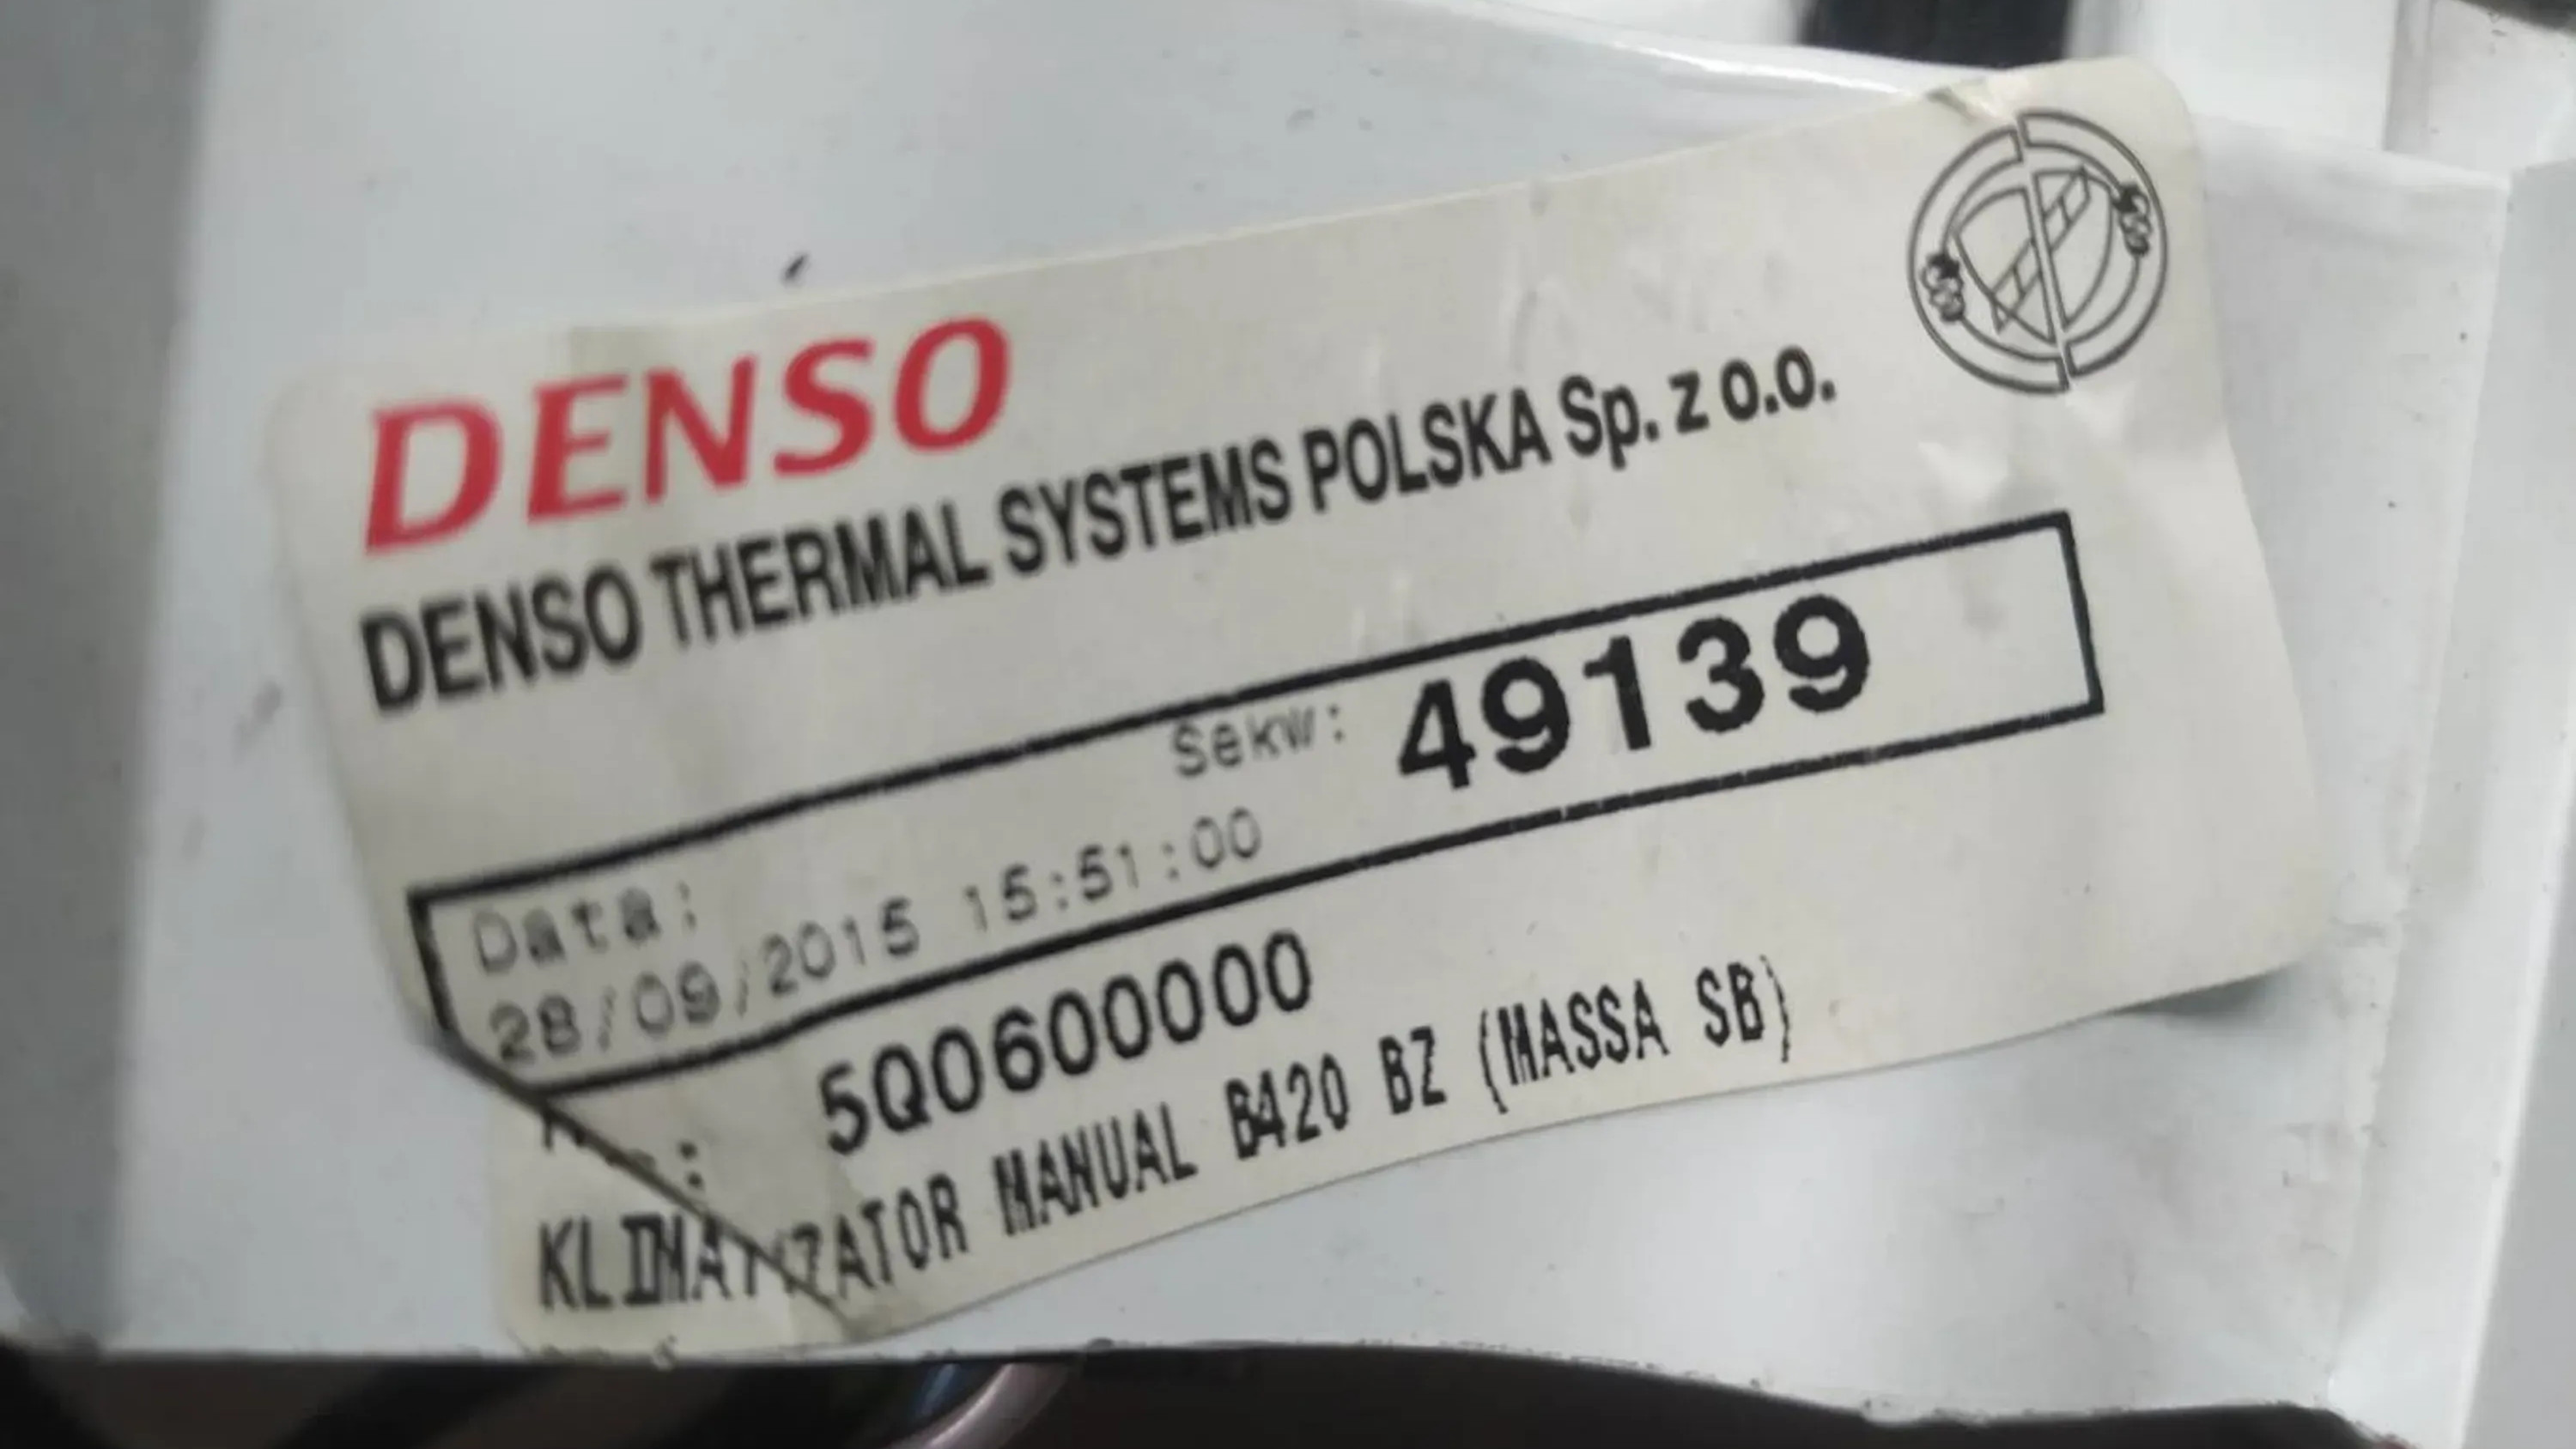 DENSO
DENSO THERMAL SYSTEMS POLSKA Sp. z o.o.
Sekw: 49139
Data:
28/09/2015 15:51:00
5Q0600000
KLIMATYZATOR MANUAL B420 BZ (MASSA SB)